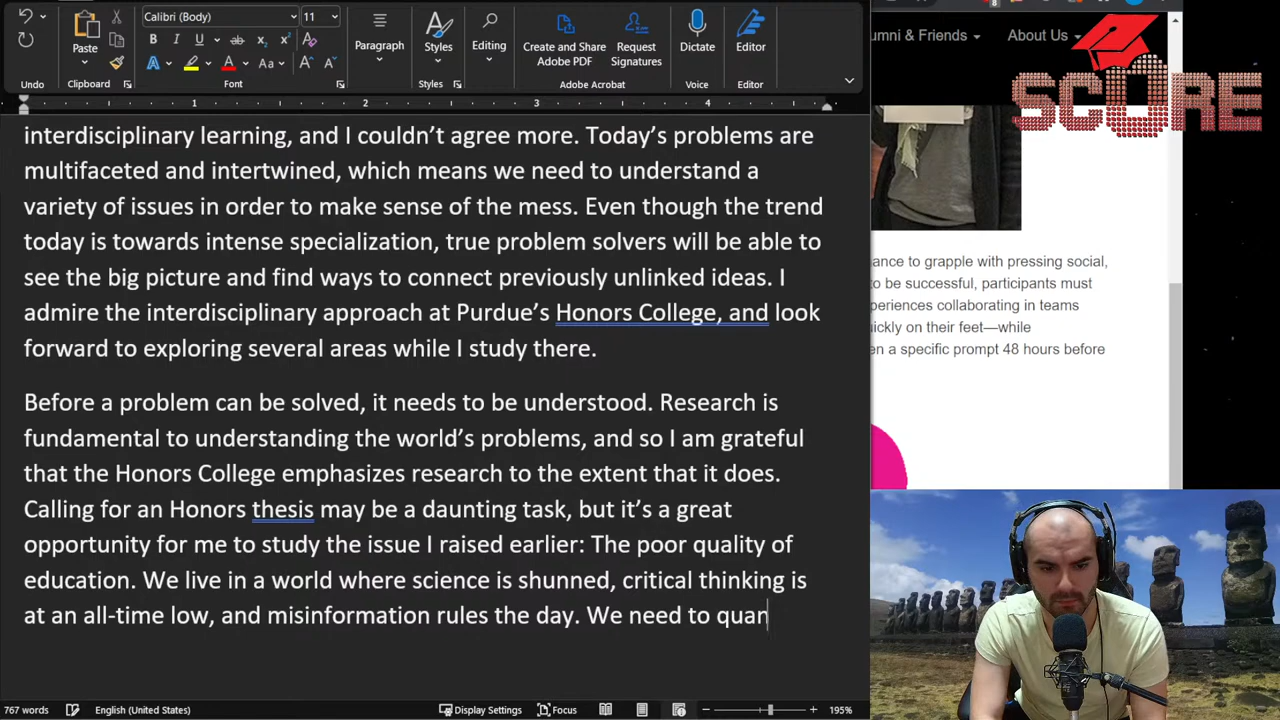 Calibri (Body)
11
Paste
Paragraph
Styles
Editing
Create and Share
Adobe PDF
Request
Signatures
Dictate
Editor
Undo
Clipboard
Font
Styles
Adobe Acrobat
Voice
Editor
1
2
3
4
interdisciplinary learning, and I couldn't agree more. Today's problems are
multifaceted and intertwined, which means we need to understand a
variety of issues in order to make sense of the mess. Even though the trend
today is towards intense specialization, true problem solvers will be able to
see the big picture and find ways to connect previously unlinked ideas. I
admire the interdisciplinary approach at Purdue's Honors College, and look
forward to exploring several areas while I study there.
Before a problem can be solved, it needs to be understood. Research is
fundamental to understanding the world's problems, and so I am grateful
that the Honors College emphasizes research to the extent that it does.
Calling for an Honors thesis may be a daunting task, but it's a great
opportunity for me to study the issue I raised earlier: The poor quality of
education. We live in a world where science is shunned, critical thinking is
at an all-time low, and misinformation rules the day. We need to quan
767 words
English (United States)
Display Settings
Focus
195%
umni & Friends
About Us
SCORE
ance to grapple with pressing social,
to be successful, participants must
periences collaborating in teams
uickly on their feet—while
en a specific prompt 48 hours before